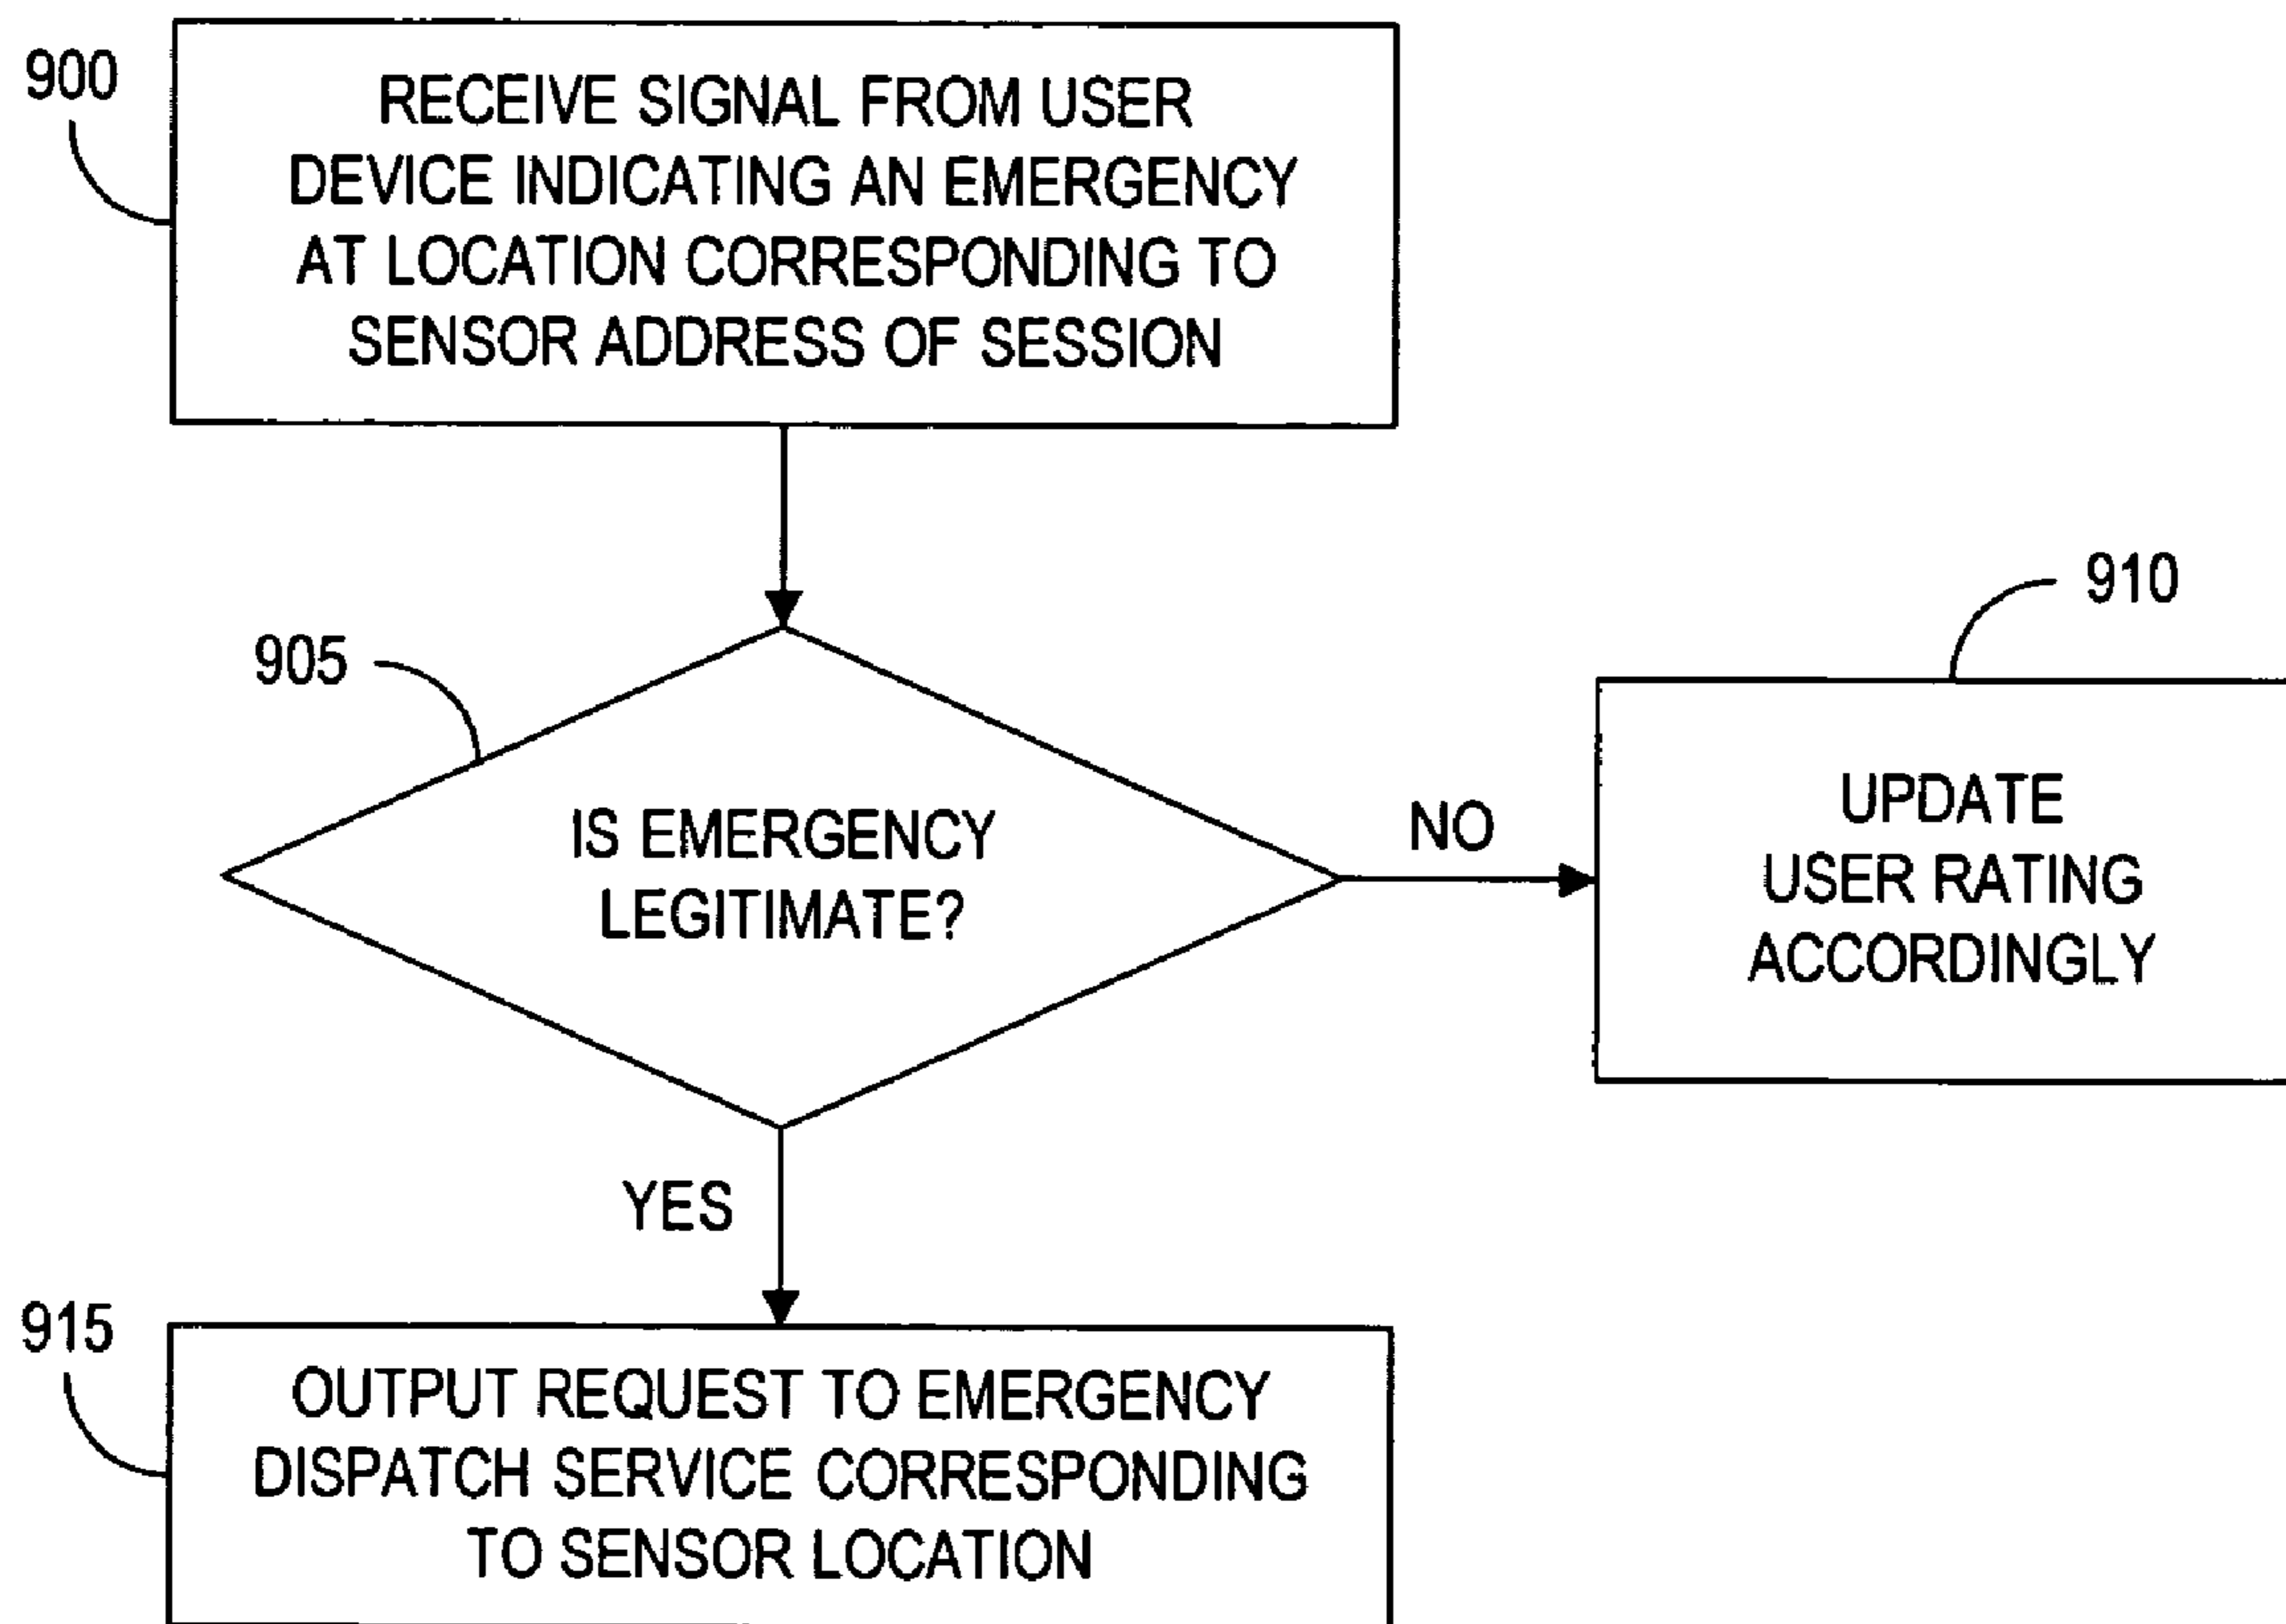 900
RECEIVE SIGNAL FROM USER
DEVICE INDICATING AN EMERGENCY
AT LOCATION CORRESPONDING TO
SENSOR ADDRESS OF SESSION
905
IS EMERGENCY
LEGITIMATE?
NO
910
UPDATE
USER RATING
ACCORDINGLY
YES
915
OUTPUT REQUEST TO EMERGENCY
DISPATCH SERVICE CORRESPONDING
TO SENSOR LOCATION